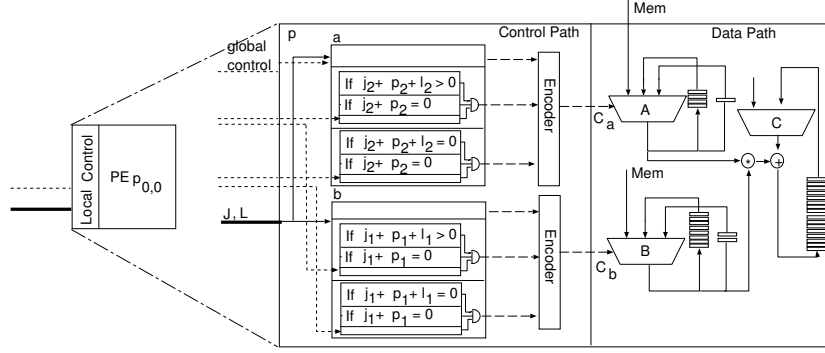 Local Control
PE p0,0
global
control
J, L
p
a
Control Path
If j2+ p2+ l2 > 0
If j2+ p2 = 0
If j2+ p2+ l2 = 0
If j2+ p2 = 0
Encoder
b
If j1+ p1+ l1 > 0
If j1+ p1 = 0
If j1+ p1+ l1 = 0
If j1+ p1 = 0
Encoder
Ca
Cb
Mem
Data Path
A
C
*
+
Mem
B